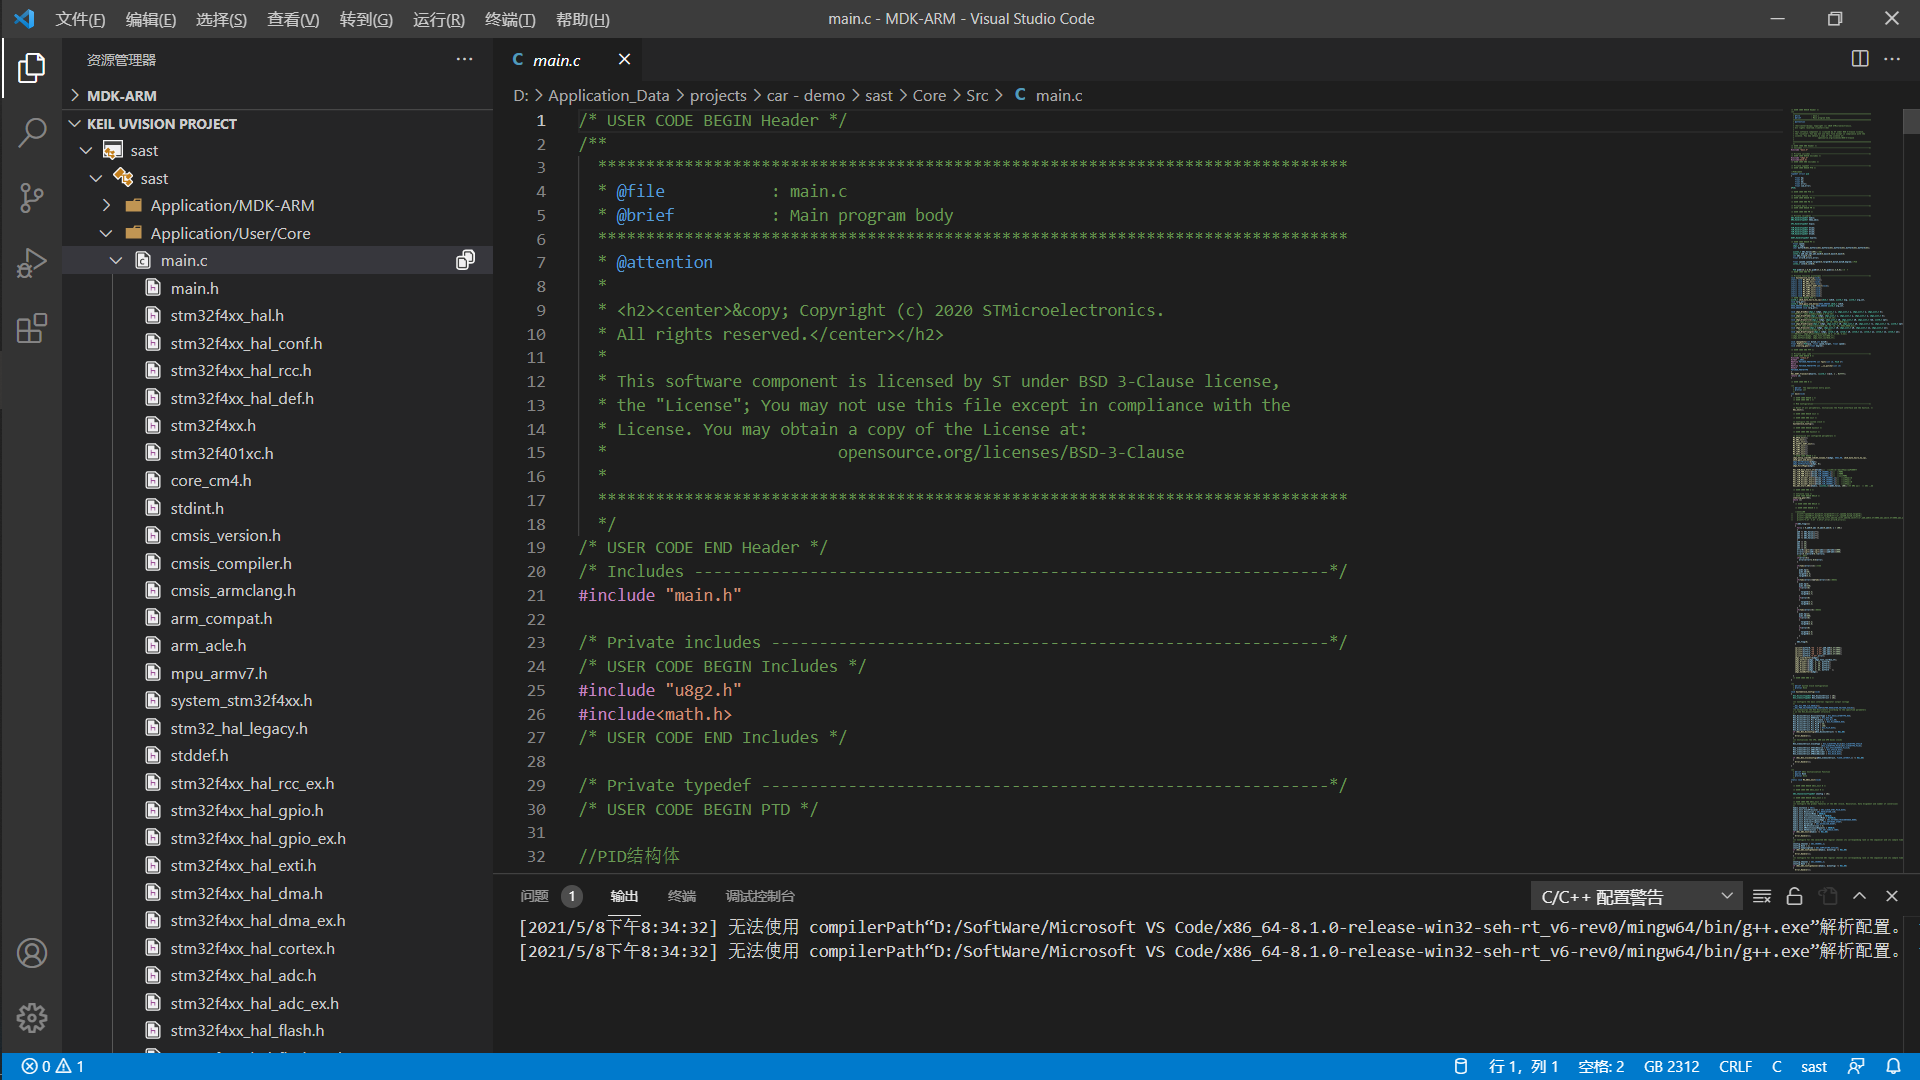 文件(F) 编辑(E) 选择(S) 查看(V) 转到(G) 运行(R) 终端(T) 帮助(H) main.c - MDK-ARM - Visual Studio Code
资源管理器
MDK-ARM
KEIL UVISION PROJECT
sast
sast
Application/MDK-ARM
Application/User/Core
main.c
main.h
stm32f4xx_hal.h
stm32f4xx_hal_conf.h
stm32f4xx_hal_rcc.h
stm32f4xx_hal_def.h
stm32f4xx.h
stm32f401xc.h
core_cm4.h
stdint.h
cmsis_version.h
cmsis_compiler.h
cmsis_armclang.h
arm_compat.h
arm_acle.h
mpu_armv7.h
system_stm32f4xx.h
stm32_hal_legacy.h
stddef.h
stm32f4xx_hal_rcc_ex.h
stm32f4xx_hal_gpio.h
stm32f4xx_hal_gpio_ex.h
stm32f4xx_hal_exti.h
stm32f4xx_hal_dma.h
stm32f4xx_hal_dma_ex.h
stm32f4xx_hal_cortex.h
stm32f4xx_hal_adc.h
stm32f4xx_hal_adc_ex.h
stm32f4xx_hal_flash.h
C main.c
D: > Application_Data > projects > car - demo > sast > Core > Src > C main.c
1 /* USER CODE BEGIN Header */
2 /**
3 ******************************************************************************
4 * @file : main.c
5 * @brief : Main program body
6 ******************************************************************************
7 * @attention
8 *
9 * <h2><center>&copy; Copyright (c) 2020 STMicroelectronics.
10 * All rights reserved.</center></h2>
11 *
12 * This software component is licensed by ST under BSD 3-Clause license,
13 * the "License"; You may not use this file except in compliance with the
14 * License. You may obtain a copy of the License at:
15 * opensource.org/licenses/BSD-3-Clause
16 *
17 ******************************************************************************
18 */
19 /* USER CODE END Header */
20 /* Includes ------------------------------------------------------------------*/
21 #include "main.h"
22
23 /* Private includes ----------------------------------------------------------*/
24 /* USER CODE BEGIN Includes */
25 #include "u8g2.h"
26 #include<math.h>
27 /* USER CODE END Includes */
28
29 /* Private typedef -----------------------------------------------------------*/
30 /* USER CODE BEGIN PTD */
31
32 //PID结构体
问题 1 输出 终端 调试控制台 C/C++ 配置警告
[2021/5/8下午8:34:32] 无法使用 compilerPath“D:/SoftWare/Microsoft VS Code/x86_64-8.1.0-release-win32-seh-rt_v6-rev0/mingw64/bin/g++.exe”解析配置。
[2021/5/8下午8:34:32] 无法使用 compilerPath“D:/SoftWare/Microsoft VS Code/x86_64-8.1.0-release-win32-seh-rt_v6-rev0/mingw64/bin/g++.exe”解析配置。
0 1 行 1，列 1 空格: 2 GB 2312 CRLF C sast